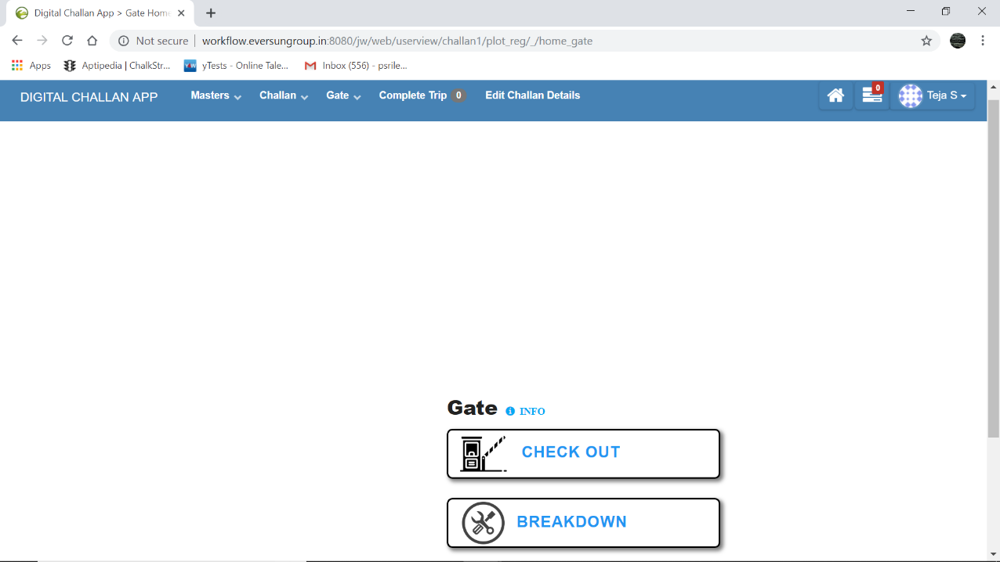 Digital Challan App > Gate Home
Not secure workflow.eversungroup.in:8080/jw/web/userview/challan1/plot_reg/_/home_gate
Apps Aptipedia | ChalkStr... yTests - Online Tale... Inbox (556) - psrile...
DIGITAL CHALLAN APP Masters Challan Gate Complete Trip 0 Edit Challan Details 0 Teja S
Gate INFO
CHECK OUT
BREAKDOWN